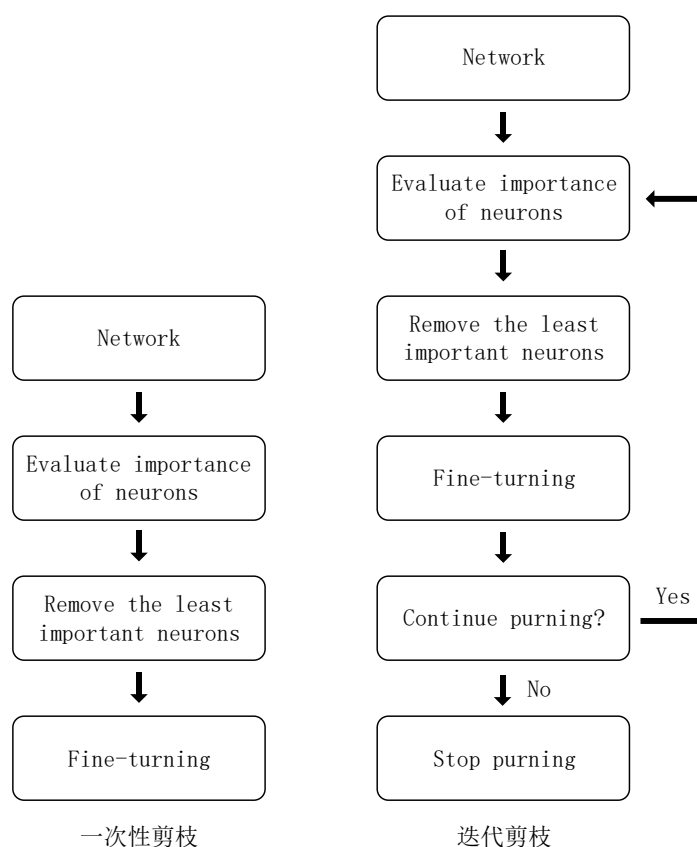 Network
Evaluate importance
of neurons
Remove the least
important neurons
Fine-turning
一次性剪枝
Network
Evaluate importance
of neurons
Remove the least
important neurons
Fine-turning
Continue purning?
Yes
No
Stop purning
迭代剪枝